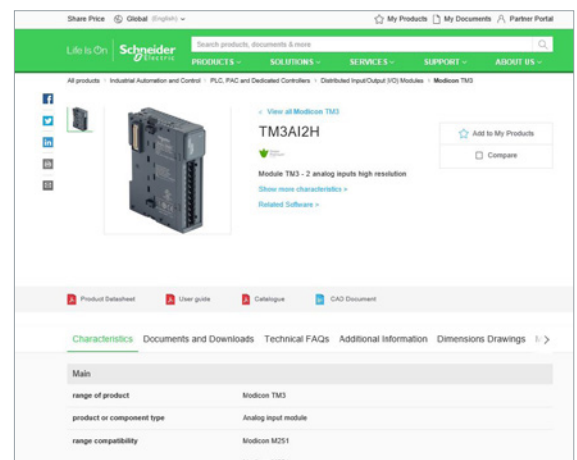 Share Price Global (English) My Products My Documents Partner Portal
Life Is On Schneider Electric
Search products, documents & more
PRODUCTS SOLUTIONS SERVICES SUPPORT ABOUT US
All products > Industrial Automation and Control > PLC, PAC and Dedicated Controllers > Distributed Input/Output (I/O) Modules > Modicon TM3
< View all Modicon TM3
TM3AI2H
Add to My Products
Compare
Module TM3 - 2 analog inputs high resolution
Show more characteristics >
Related Software >
Product Datasheet User guide Catalogue CAD Document
Characteristics Documents and Downloads Technical FAQs Additional Information Dimensions Drawings
Main
range of product Modicon TM3
product or component type Analog input module
range compatibility Modicon M251